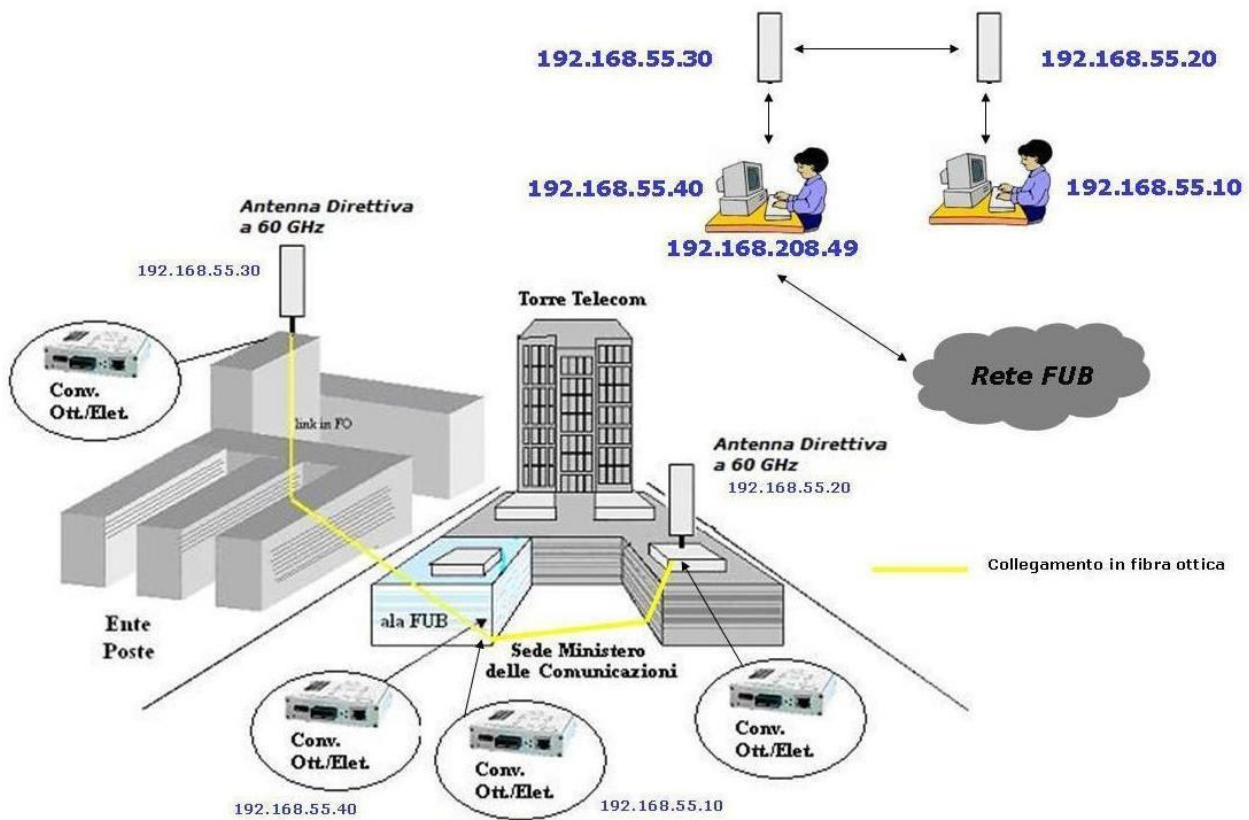 192.168.55.30
192.168.55.20
192.168.55.40
192.168.55.10
192.168.208.49
Rete FUB
Antenna Direttiva
a 60 GHz
192.168.55.30
Conv.
Ott./Elet.
link in FO
Torre Telecom
Antenna Direttiva
a 60 GHz
192.168.55.20
Collegamento in fibra ottica
Ente
Poste
ala FUB
Sede Ministero
delle Comunicazioni
Conv.
Ott./Elet.
192.168.55.40
Conv.
Ott./Elet.
192.168.55.10
Conv.
Ott./Elet.